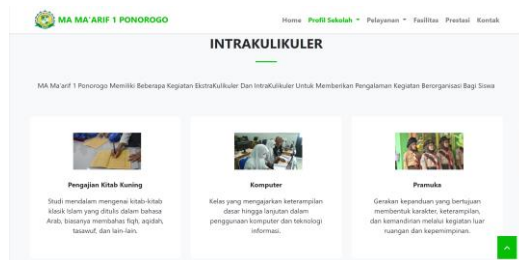 MA MA'ARIF 1 PONOROGO
Home Profil Sekolah Pelayanan Fasilitas Prestasi Kontak
INTRAKULIKULER
MA Ma'arif 1 Ponorogo Memiliki Beberapa Kegiatan EkstraKulikuler Dan IntraKulikuler Untuk Memberikan Pengalaman Kegiatan Berorganisasi Bagi Siswa
Pengajian Kitab Kuning
Studi mendalam mengenai kitab-kitab
klasik Islam yang ditulis dalam bahasa
Arab, biasanya membahas fiqh, aqidah,
tasawuf, dan lain-lain.
Komputer
Kelas yang mengajarkan keterampilan
dasar hingga lanjutan dalam
penggunaan komputer dan teknologi
informasi.
Pramuka
Gerakan kepanduan yang bertujuan
membentuk karakter, keterampilan,
dan kemandirian melalui kegiatan luar
ruangan dan kepemimpinan.